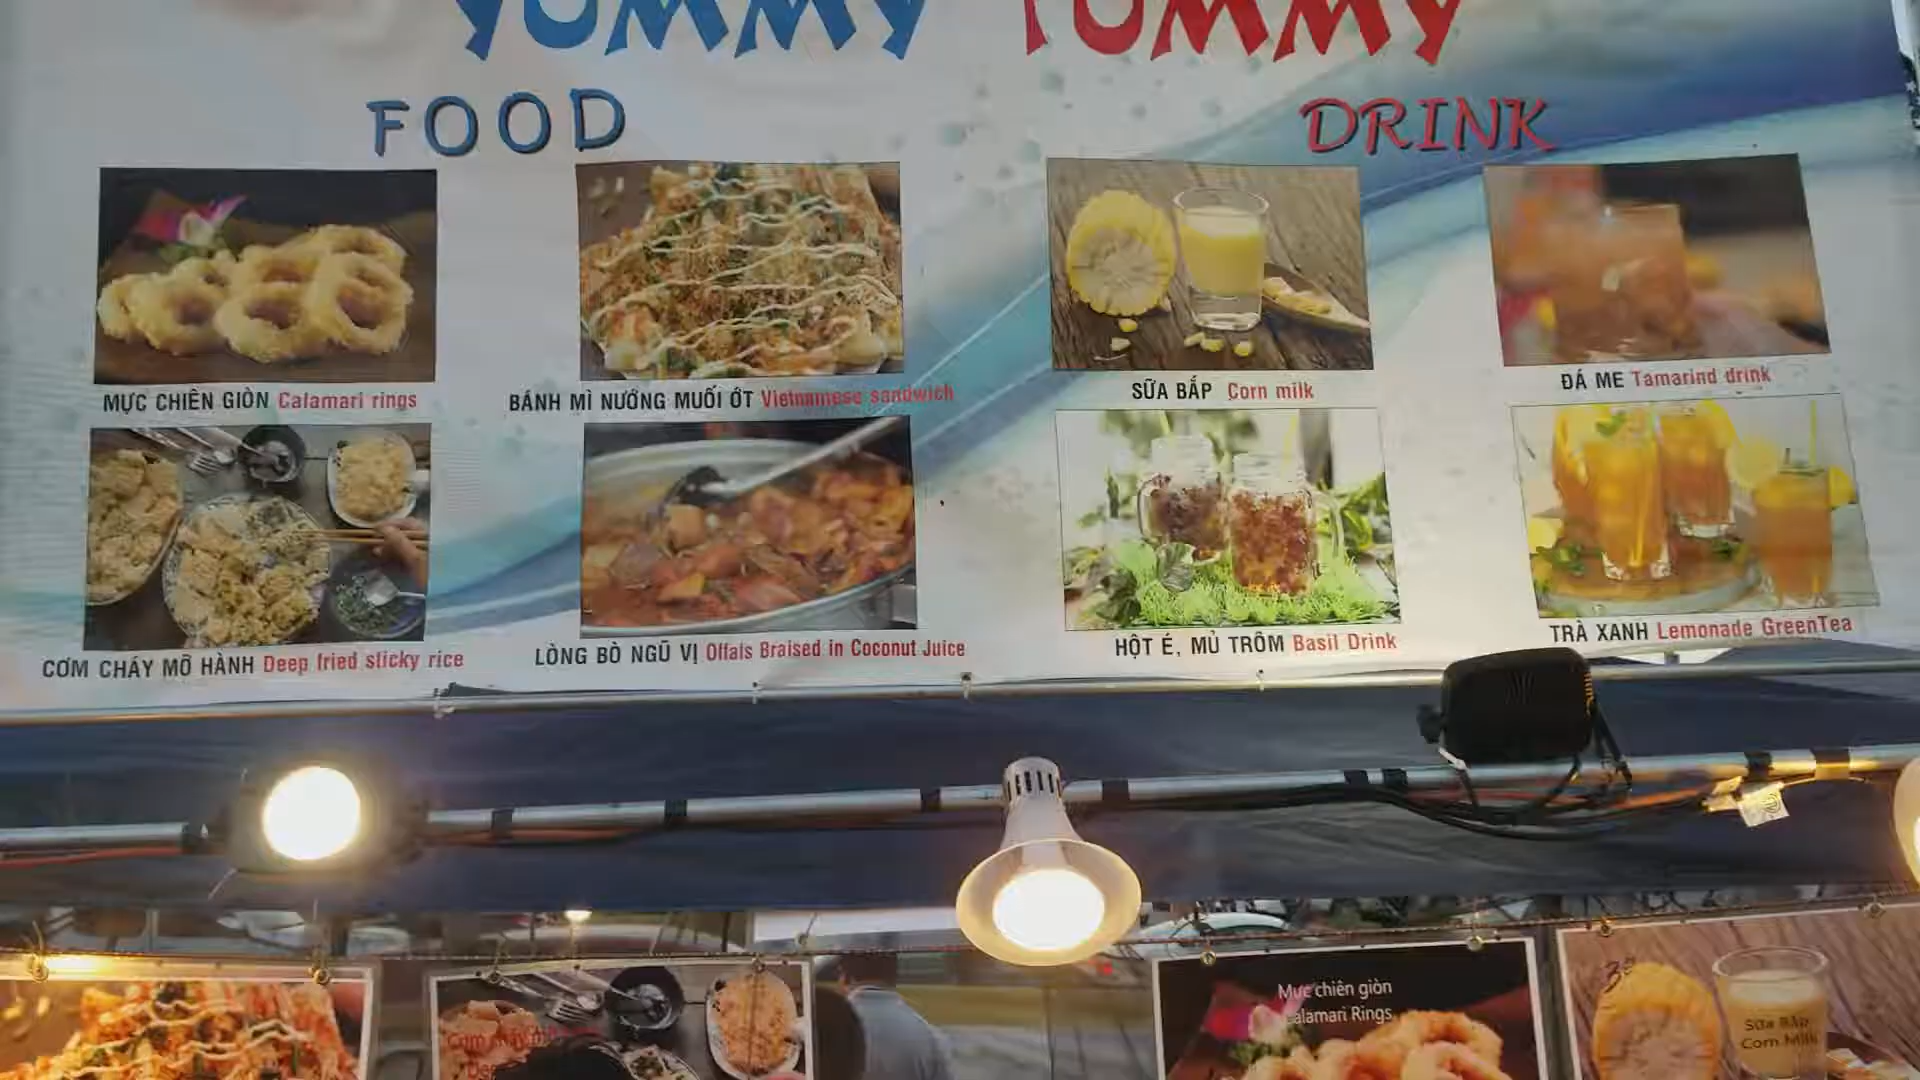 YUMMY TUMMY
FOOD
DRINK
MỰC CHIÊN GIÒN Calamari rings
BÁNH MÌ NƯỚNG MUỐI ỚT Vietnamese sandwich
SỮA BẮP Corn milk
ĐÁ ME Tamarind drink
CƠM CHÁY MỠ HÀNH Deep fried sticky rice
LÒNG BÒ NGŨ VỊ Offals Braised in Coconut Juice
HỘT É, MỦ TRÔM Basil Drink
TRÀ XANH Lemonade GreenTea
Mực chiên giòn
Calamari Rings
Sữa Bắp
Corn Milk